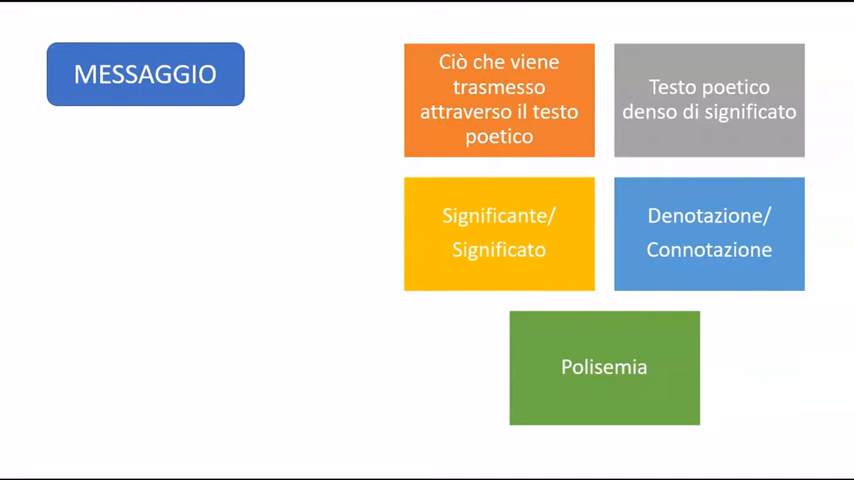 MESSAGGIO
Ciò che viene
trasmesso
attraverso il testo
poetico
Testo poetico
denso di significato
Significante/
Significato
Denotazione/
Connotazione
Polisemia